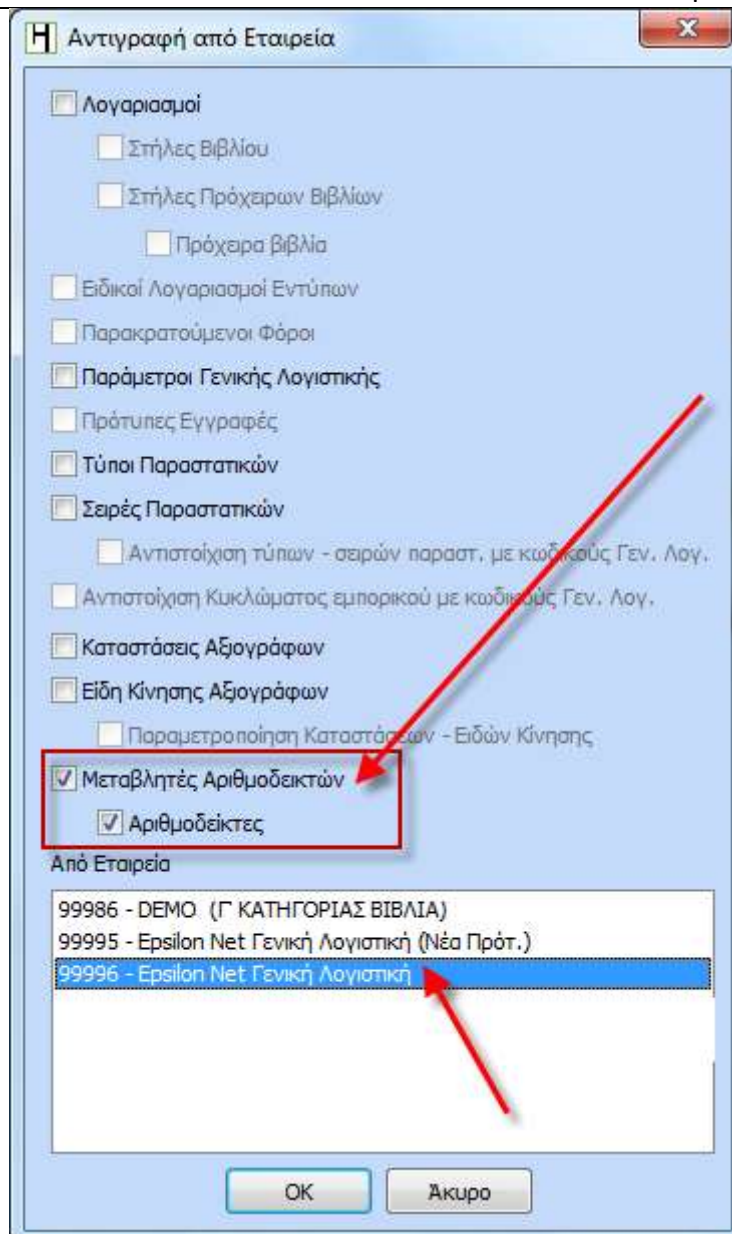 Αντιγραφή από Εταιρεία
Λογαριασμοί
Στήλες Βιβλίου
Στήλες Πρόχειρων Βιβλίων
Πρόχειρα βιβλία
Ειδικοί Λογαριασμοί Εντύπων
Παρακρατούμενοι Φόροι
Παράμετροι Γενικής Λογιστικής
Πρότυπες Εγγραφές
Τύποι Παραστατικών
Σειρές Παραστατικών
Αντιστοίχιση τύπων - σειρών παραστ. με κωδικούς Γεν. Λογ.
Αντιστοίχιση Κυκλώματος εμπορικού με κωδικούς Γεν. Λογ.
Καταστάσεις Αξιογράφων
Είδη Κίνησης Αξιογράφων
Παραμετροποίηση Καταστάσεων - Ειδών Κίνησης
Μεταβλητές Αριθμοδεικτών
Αριθμοδείκτες
Από Εταιρεία
99986 - DEMO (Γ ΚΑΤΗΓΟΡΙΑΣ ΒΙΒΛΙΑ)
99995 - Epsilon Net Γενική Λογιστική (Νέα Πρότ.)
99996 - Epsilon Net Γενική Λογιστική
OK Άκυρο